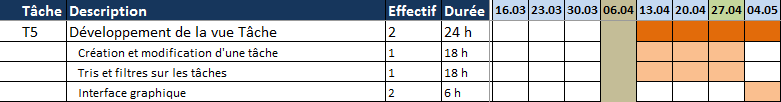 Tâche Description Effectif Durée 16.03 23.03 30.03 06.04 13.04 20.04 27.04 04.05
T5 Développement de la vue Tâche 2 24 h
Création et modification d'une tâche 1 18 h
Tris et filtres sur les tâches 1 18 h
Interface graphique 2 6 h